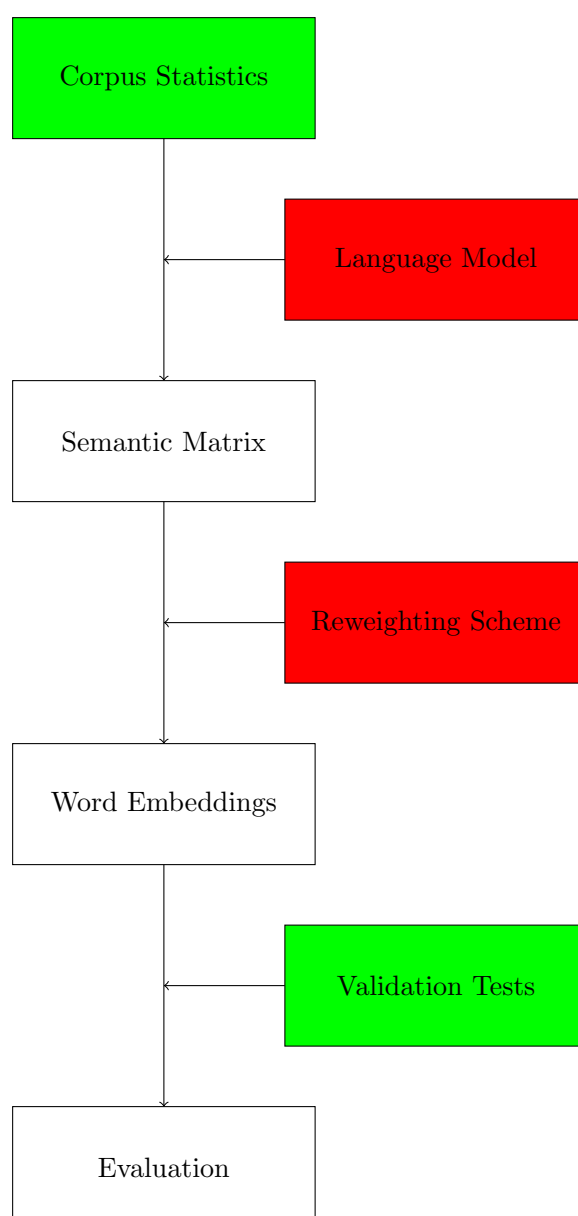 Corpus Statistics
Language Model
Semantic Matrix
Reweighting Scheme
Word Embeddings
Validation Tests
Evaluation